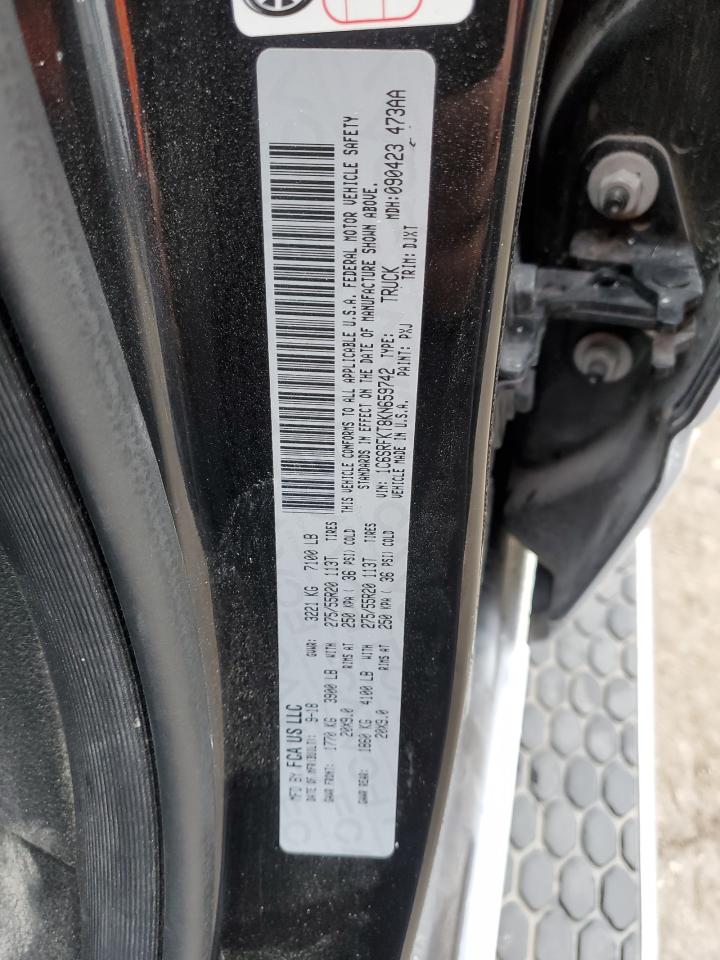 MFD BY FCA US LLC
DATE OF MFR(BUILT): 9-18 GVWR: 3221 KG 7100 LB
GAWR FRONT: 1770 KG 3900 LB WITH 275/55R20 113T TIRES
20X9.0 RIMS AT 250 KPA ( 36 PSI) COLD
GAWR REAR: 1860 KG 4100 LB WITH 275/55R20 113T TIRES
20X9.0 RIMS AT 250 KPA ( 36 PSI) COLD
THIS VEHICLE CONFORMS TO ALL APPLICABLE U.S.A. FEDERAL MOTOR VEHICLE SAFETY
STANDARDS IN EFFECT ON THE DATE OF MANUFACTURE SHOWN ABOVE.
VIN: 1C6SRFKT8KN659742 TYPE: TRUCK MDH:090423 473AA
VEHICLE MADE IN U.S.A. PAINT: PXJ TRIM: DJXT